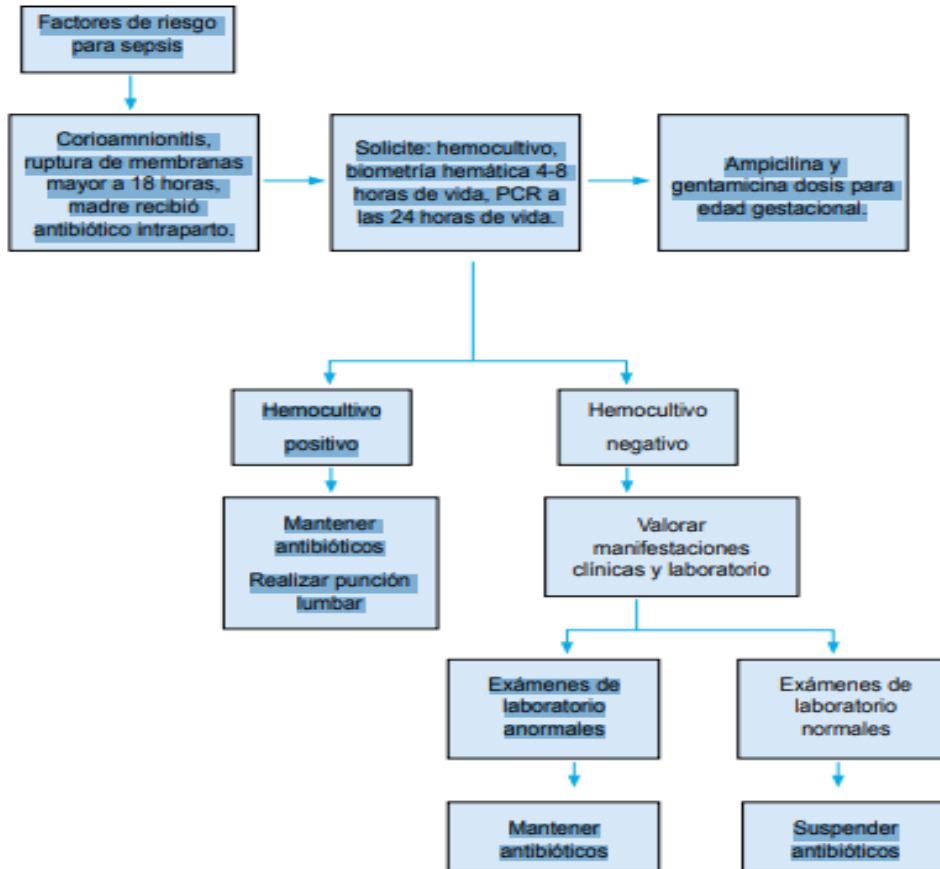 Factores de riesgo
para sepsis
Corioamnionitis,
ruptura de membranas
mayor a 18 horas,
madre recibió
antibiótico intraparto.
Solicite: hemocultivo,
biometría hemática 4-8
horas de vida, PCR a
las 24 horas de vida.
Ampicilina y
gentamicina dosis para
edad gestacional.
Hemocultivo
positivo
Hemocultivo
negativo
Mantener
antibióticos
Realizar punción
lumbar
Valorar
manifestaciones
clínicas y laboratorio
Exámenes de
laboratorio
anormales
Exámenes de
laboratorio
normales
Mantener
antibióticos
Suspender
antibióticos